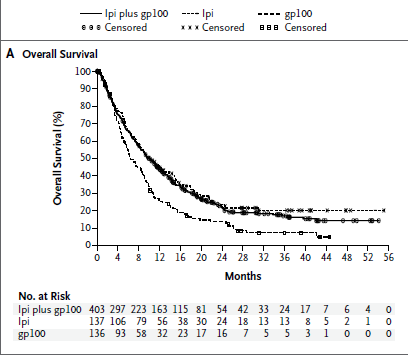 Ipi plus gp100 Ipi gp100
Censored Censored Censored
A Overall Survival
Overall Survival (%)
100
90
80
70
60
50
40
30
20
10
0
0 4 8 12 16 20 24 28 32 36 40 44 48 52 56
Months
No. at Risk
Ipi plus gp100 403 297 223 163 115 81 54 42 33 24 17 7 6 4 0
Ipi 137 106 79 56 38 30 24 18 13 13 8 5 2 1 0
gp100 136 93 58 32 23 17 16 7 5 5 3 1 0 0 0